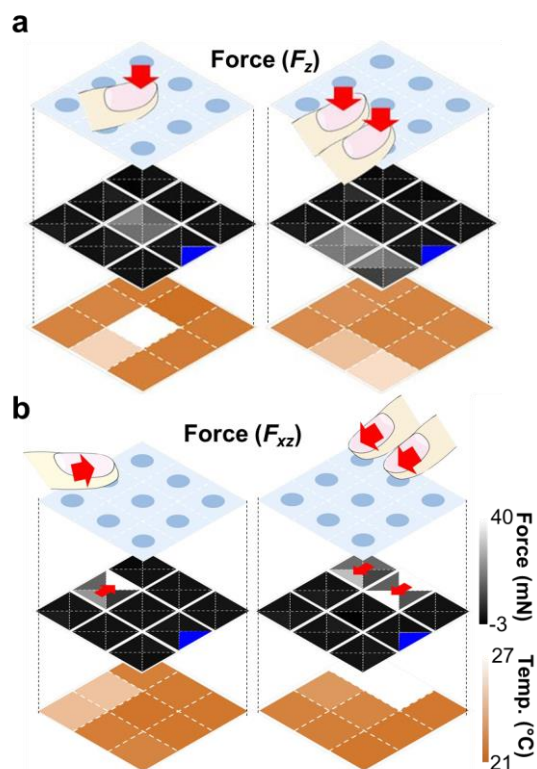 a
Force (Fz)
b
Force (Fxz)
40
Force (mN)
-3
27
Temp. (°C)
21